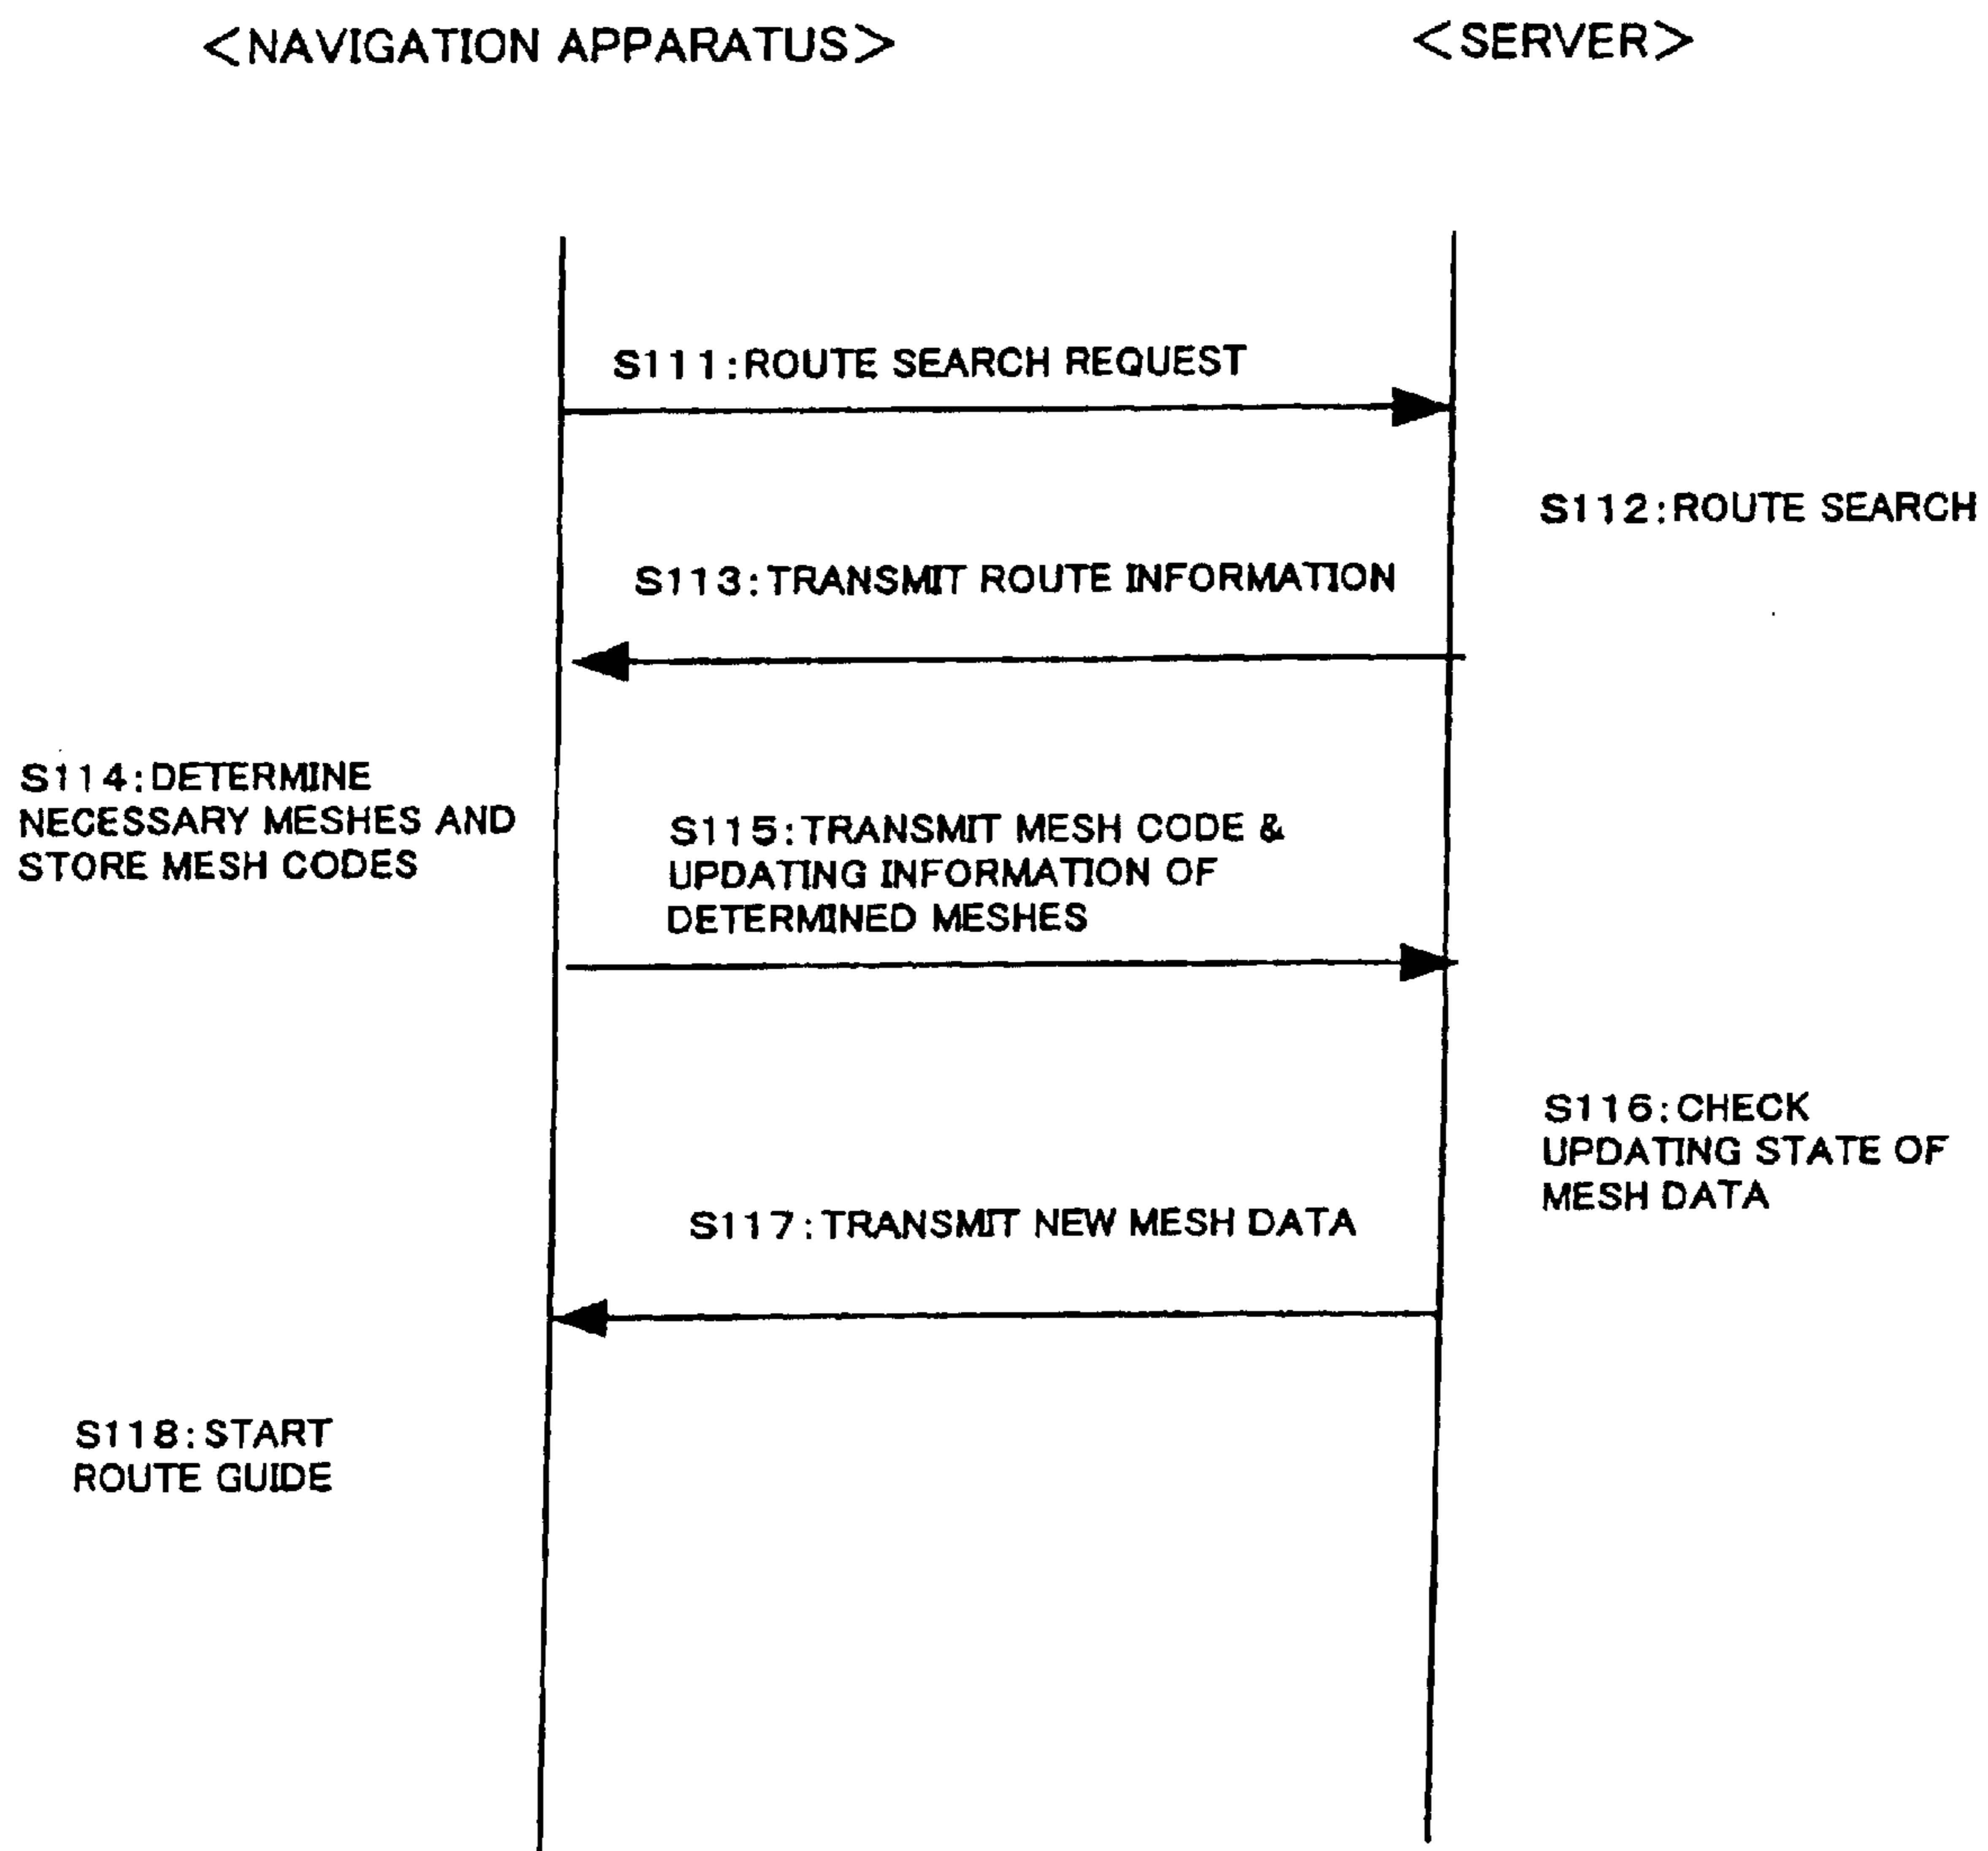 <NAVIGATION APPARATUS>
<SERVER>
S111:ROUTE SEARCH REQUEST
S112:ROUTE SEARCH
S113:TRANSMIT ROUTE INFORMATION
S114:DETERMINE
NECESSARY MESHES AND
STORE MESH CODES
S115:TRANSMIT MESH CODE &
UPDATING INFORMATION OF
DETERMINED MESHES
S116:CHECK
UPDATING STATE OF
MESH DATA
S117:TRANSMIT NEW MESH DATA
S118:START
ROUTE GUIDE